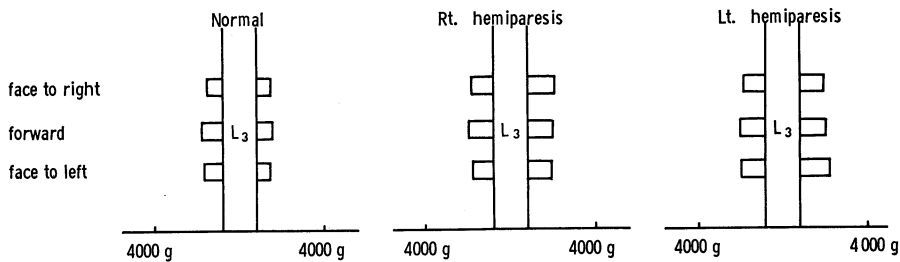 Normal Rt. hemiparesis Lt. hemiparesis
face to right
forward L3 L3 L3
face to left
4000 g 4000 g 4000 g 4000 g 4000 g 4000 g